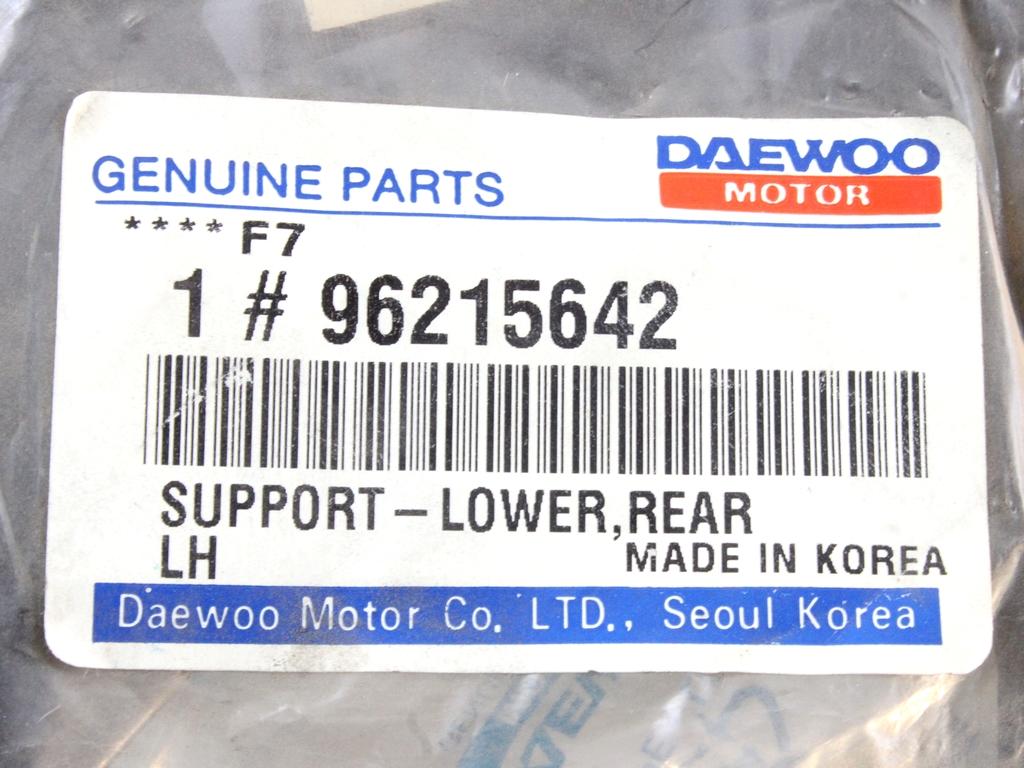 GENUINE PARTS
DAEWOO
MOTOR
**** F7
1 # 96215642
SUPPORT – LOWER,REAR
LH
MADE IN KOREA
Daewoo Motor Co. LTD., Seoul Korea